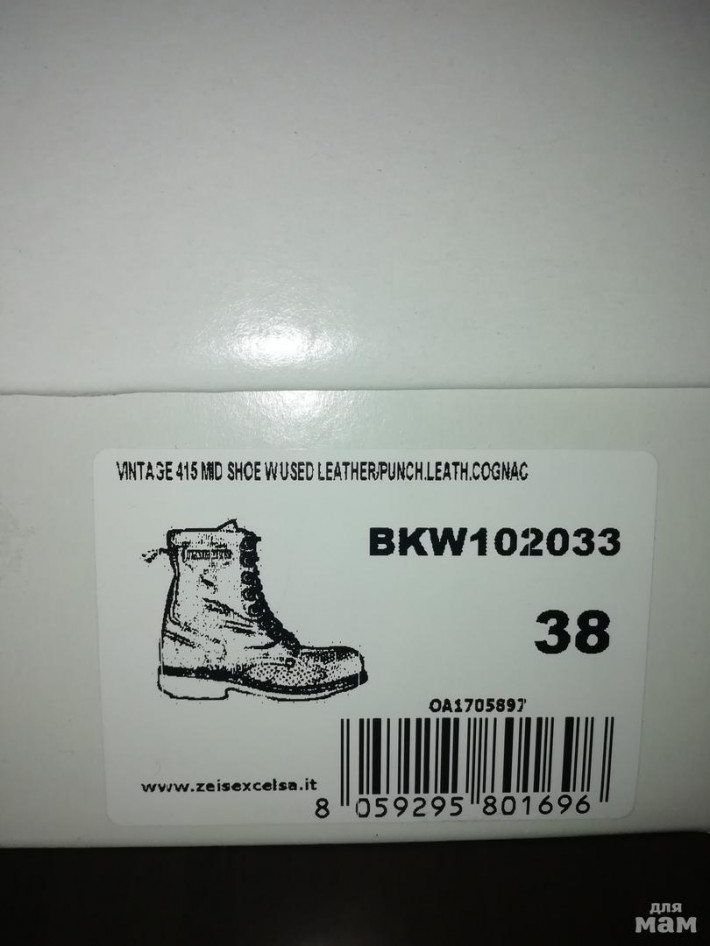 VINTAGE 415 MID SHOE W.USED LEATHER/PUNCH.LEATH.COGNAC
BKW102033
38
OA1705897
www.zeisexcelsa.it
8 059295 801696
для
мам